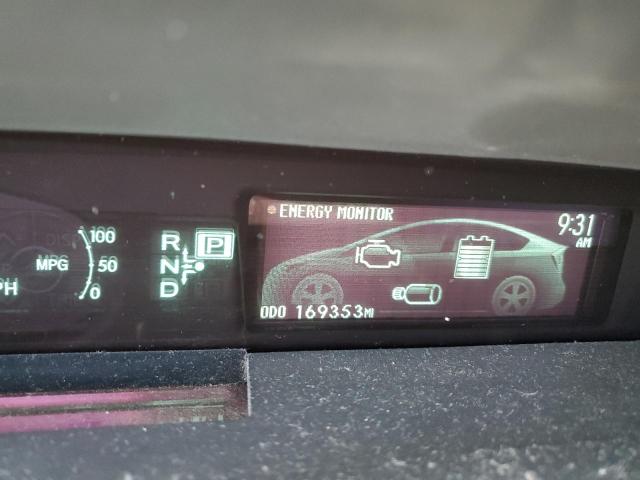 ENERGY MONITOR
9:31
AM
100
R P
MPG 50
N
D
0
ODO 169353MI